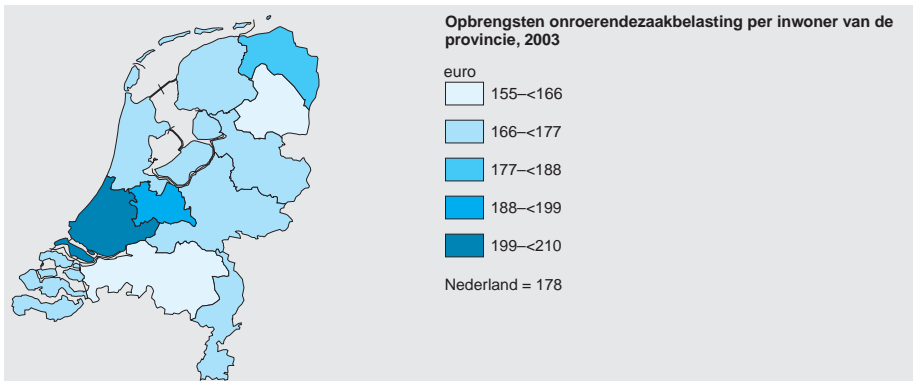 Opbrengsten onroerendezaakbelasting per inwoner van de
provincie, 2003
euro
155–<166
166–<177
177–<188
188–<199
199–<210
Nederland = 178